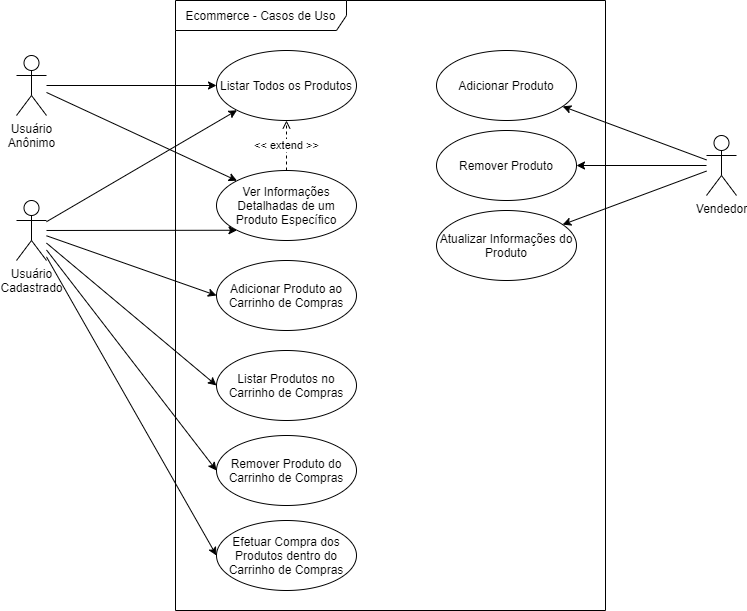 Ecommerce - Casos de Uso
Usuário
Anônimo
Usuário
Cadastrado
Listar Todos os Produtos
<< extend >>
Ver Informações
Detalhadas de um
Produto Específico
Adicionar Produto ao
Carrinho de Compras
Listar Produtos no
Carrinho de Compras
Remover Produto do
Carrinho de Compras
Efetuar Compra dos
Produtos dentro do
Carrinho de Compras
Adicionar Produto
Remover Produto
Atualizar Informações do
Produto
Vendedor